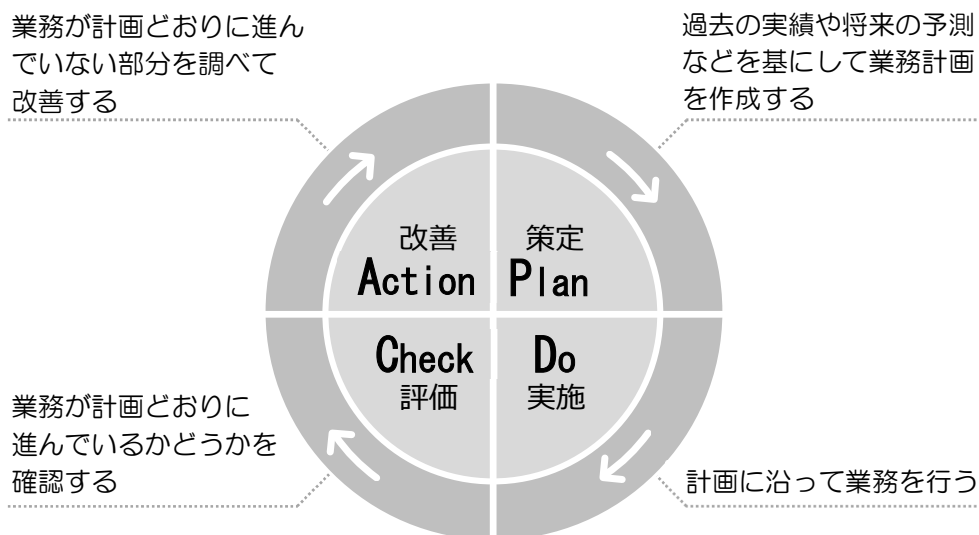 業務が計画どおりに進ん
でいない部分を調べて
改善する
過去の実績や将来の予測
などを基にして業務計画
を作成する
改善
Action
策定
Plan
Check
評価
Do
実施
業務が計画どおりに
進んでいるかどうかを
確認する
計画に沿って業務を行う